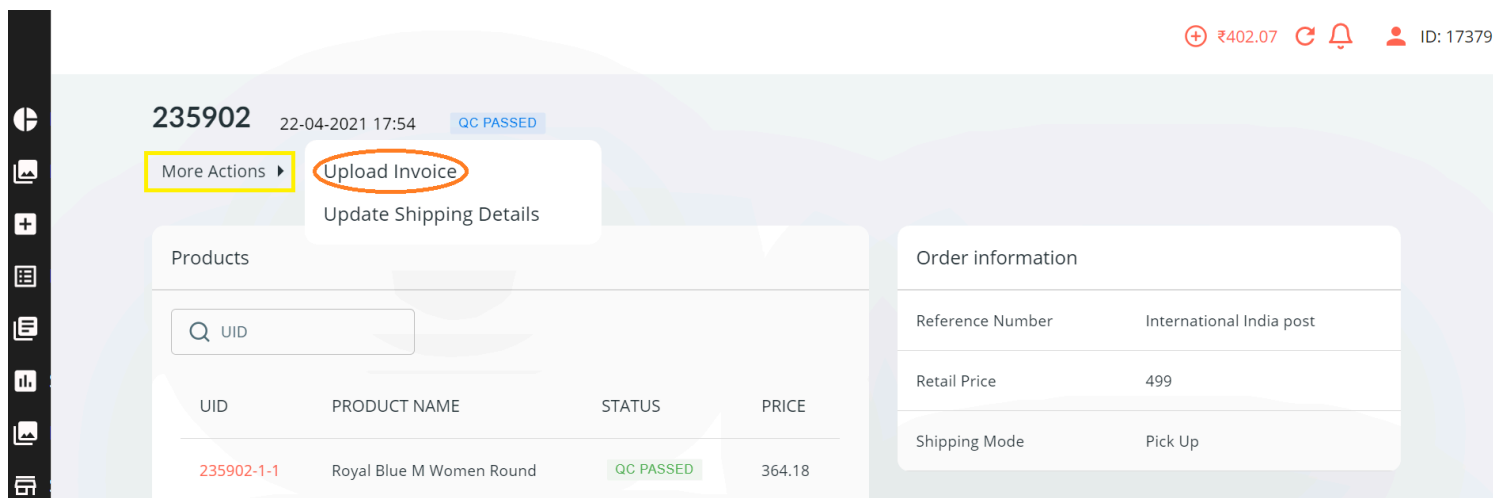 ₹402.07 ID: 17379
235902 22-04-2021 17:54 QC PASSED
More Actions Upload Invoice
Update Shipping Details
Products
UID
UID PRODUCT NAME STATUS PRICE
235902-1-1 Royal Blue M Women Round QC PASSED 364.18
Order information
Reference Number International India post
Retail Price 499
Shipping Mode Pick Up